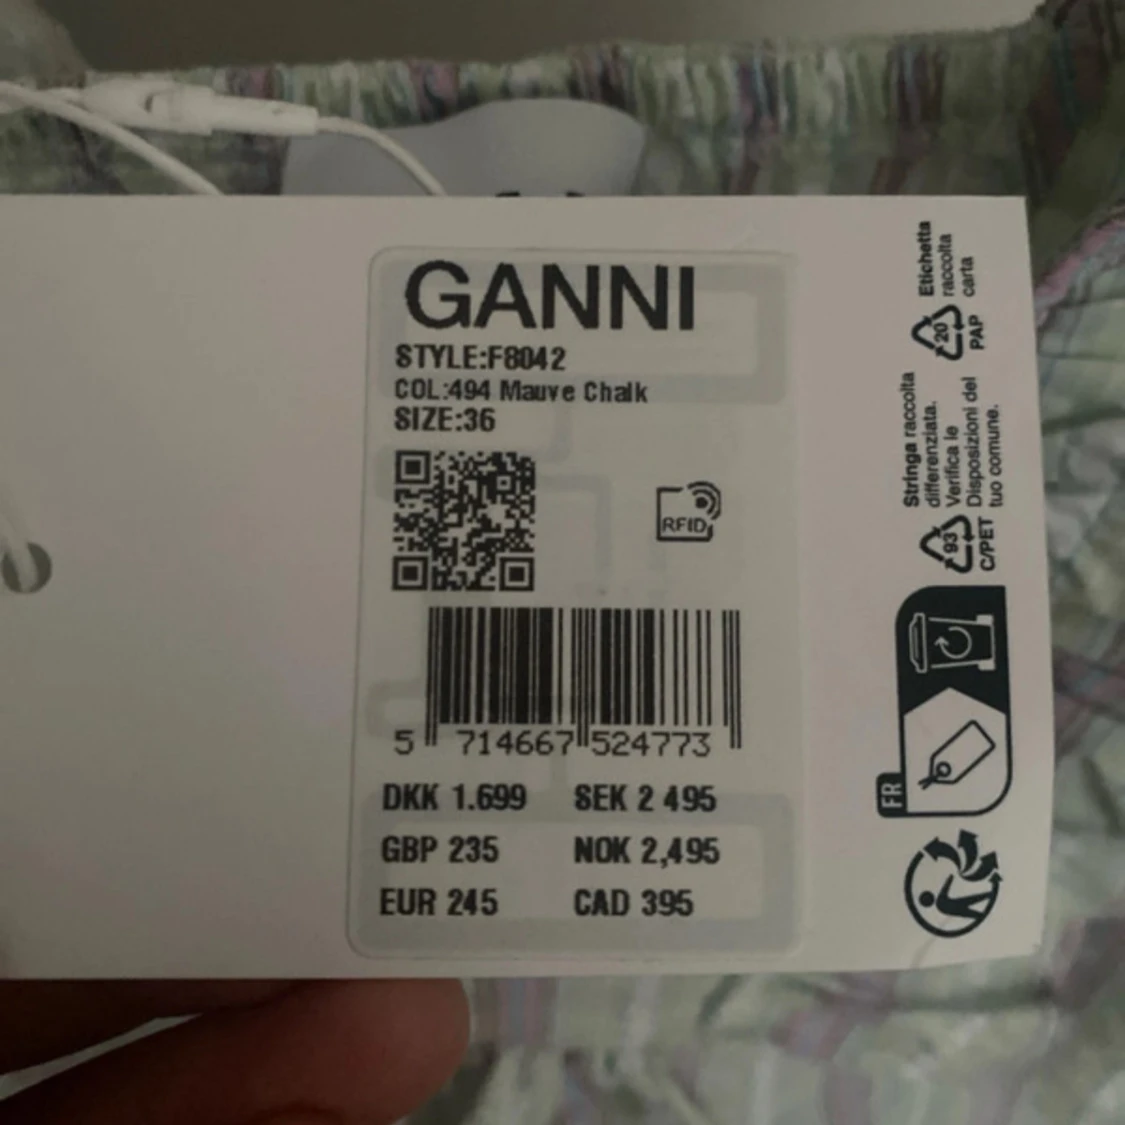 GANNI
STYLE:F8042
COL:494 Mauve Chalk
SIZE:36
RFID
5 714667 524773
DKK 1.699 SEK 2 495
GBP 235 NOK 2,495
EUR 245 CAD 395
Etichetta
raccolta
carta
20
PAP
Stringa raccolta
differenziata.
Verifica le
Disposizioni del
tuo comune.
93
C/PET
FR